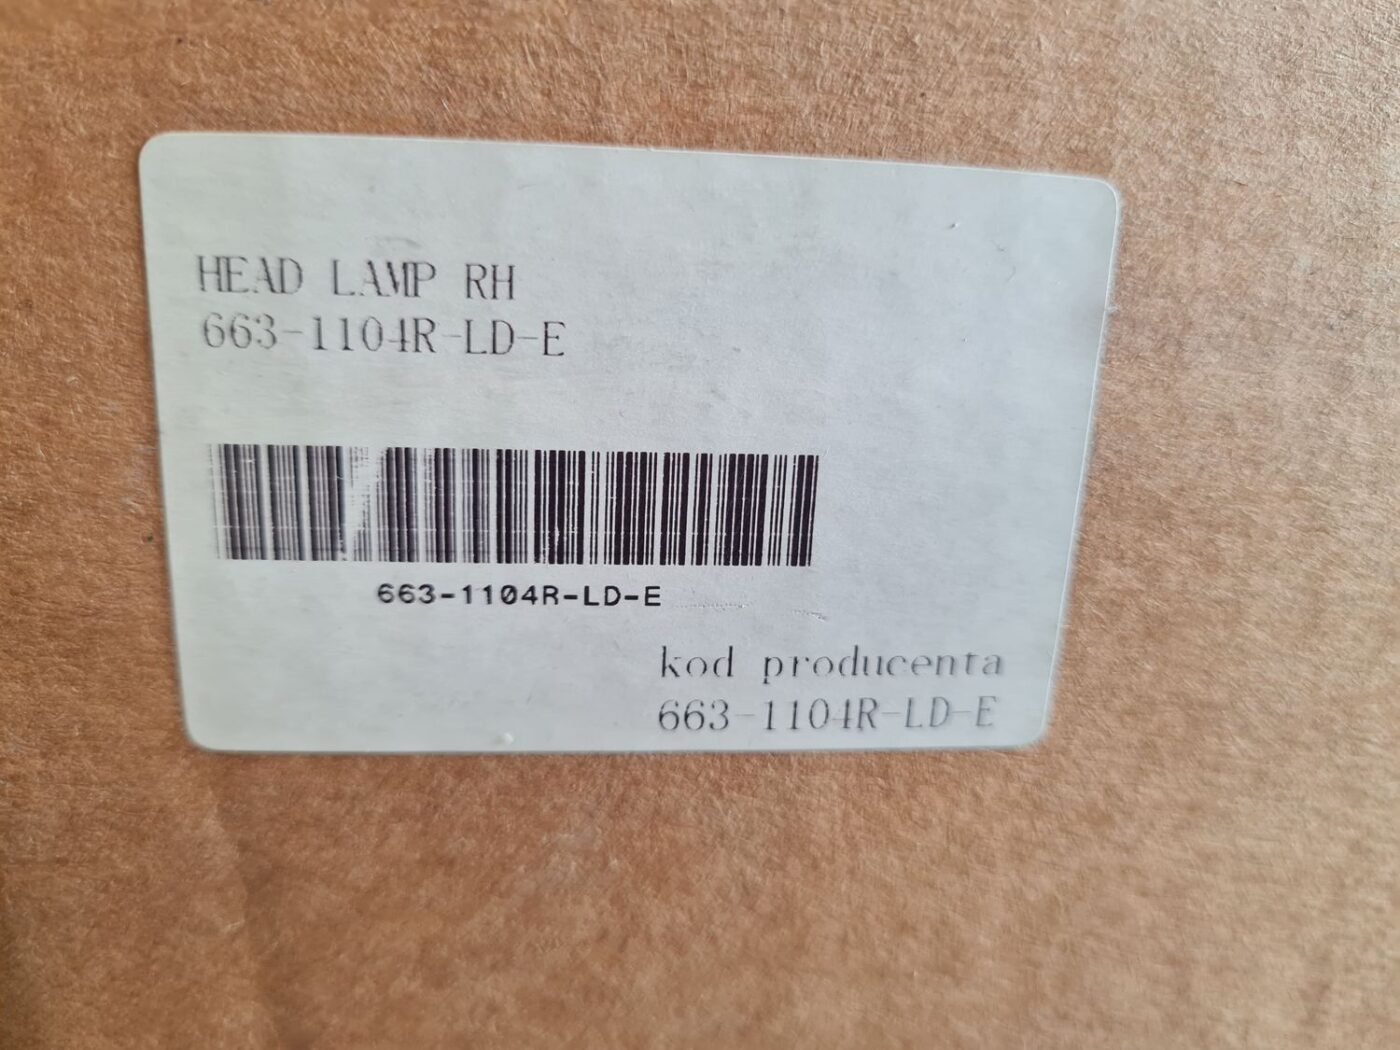 HEAD LAMP RH
663-1104R-LD-E
663-1104R-LD-E
kod producenta
663-1104R-LD-E